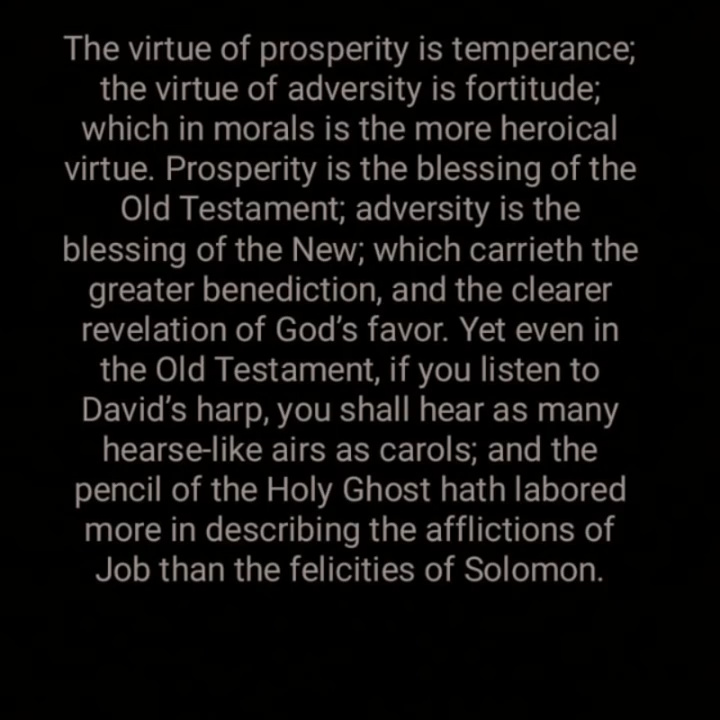 The virtue of prosperity is temperance;
the virtue of adversity is fortitude;
which in morals is the more heroical
virtue. Prosperity is the blessing of the
Old Testament; adversity is the
blessing of the New; which carrieth the
greater benediction, and the clearer
revelation of God’s favor. Yet even in
the Old Testament, if you listen to
David’s harp, you shall hear as many
hearse-like airs as carols; and the
pencil of the Holy Ghost hath labored
more in describing the afflictions of
Job than the felicities of Solomon.